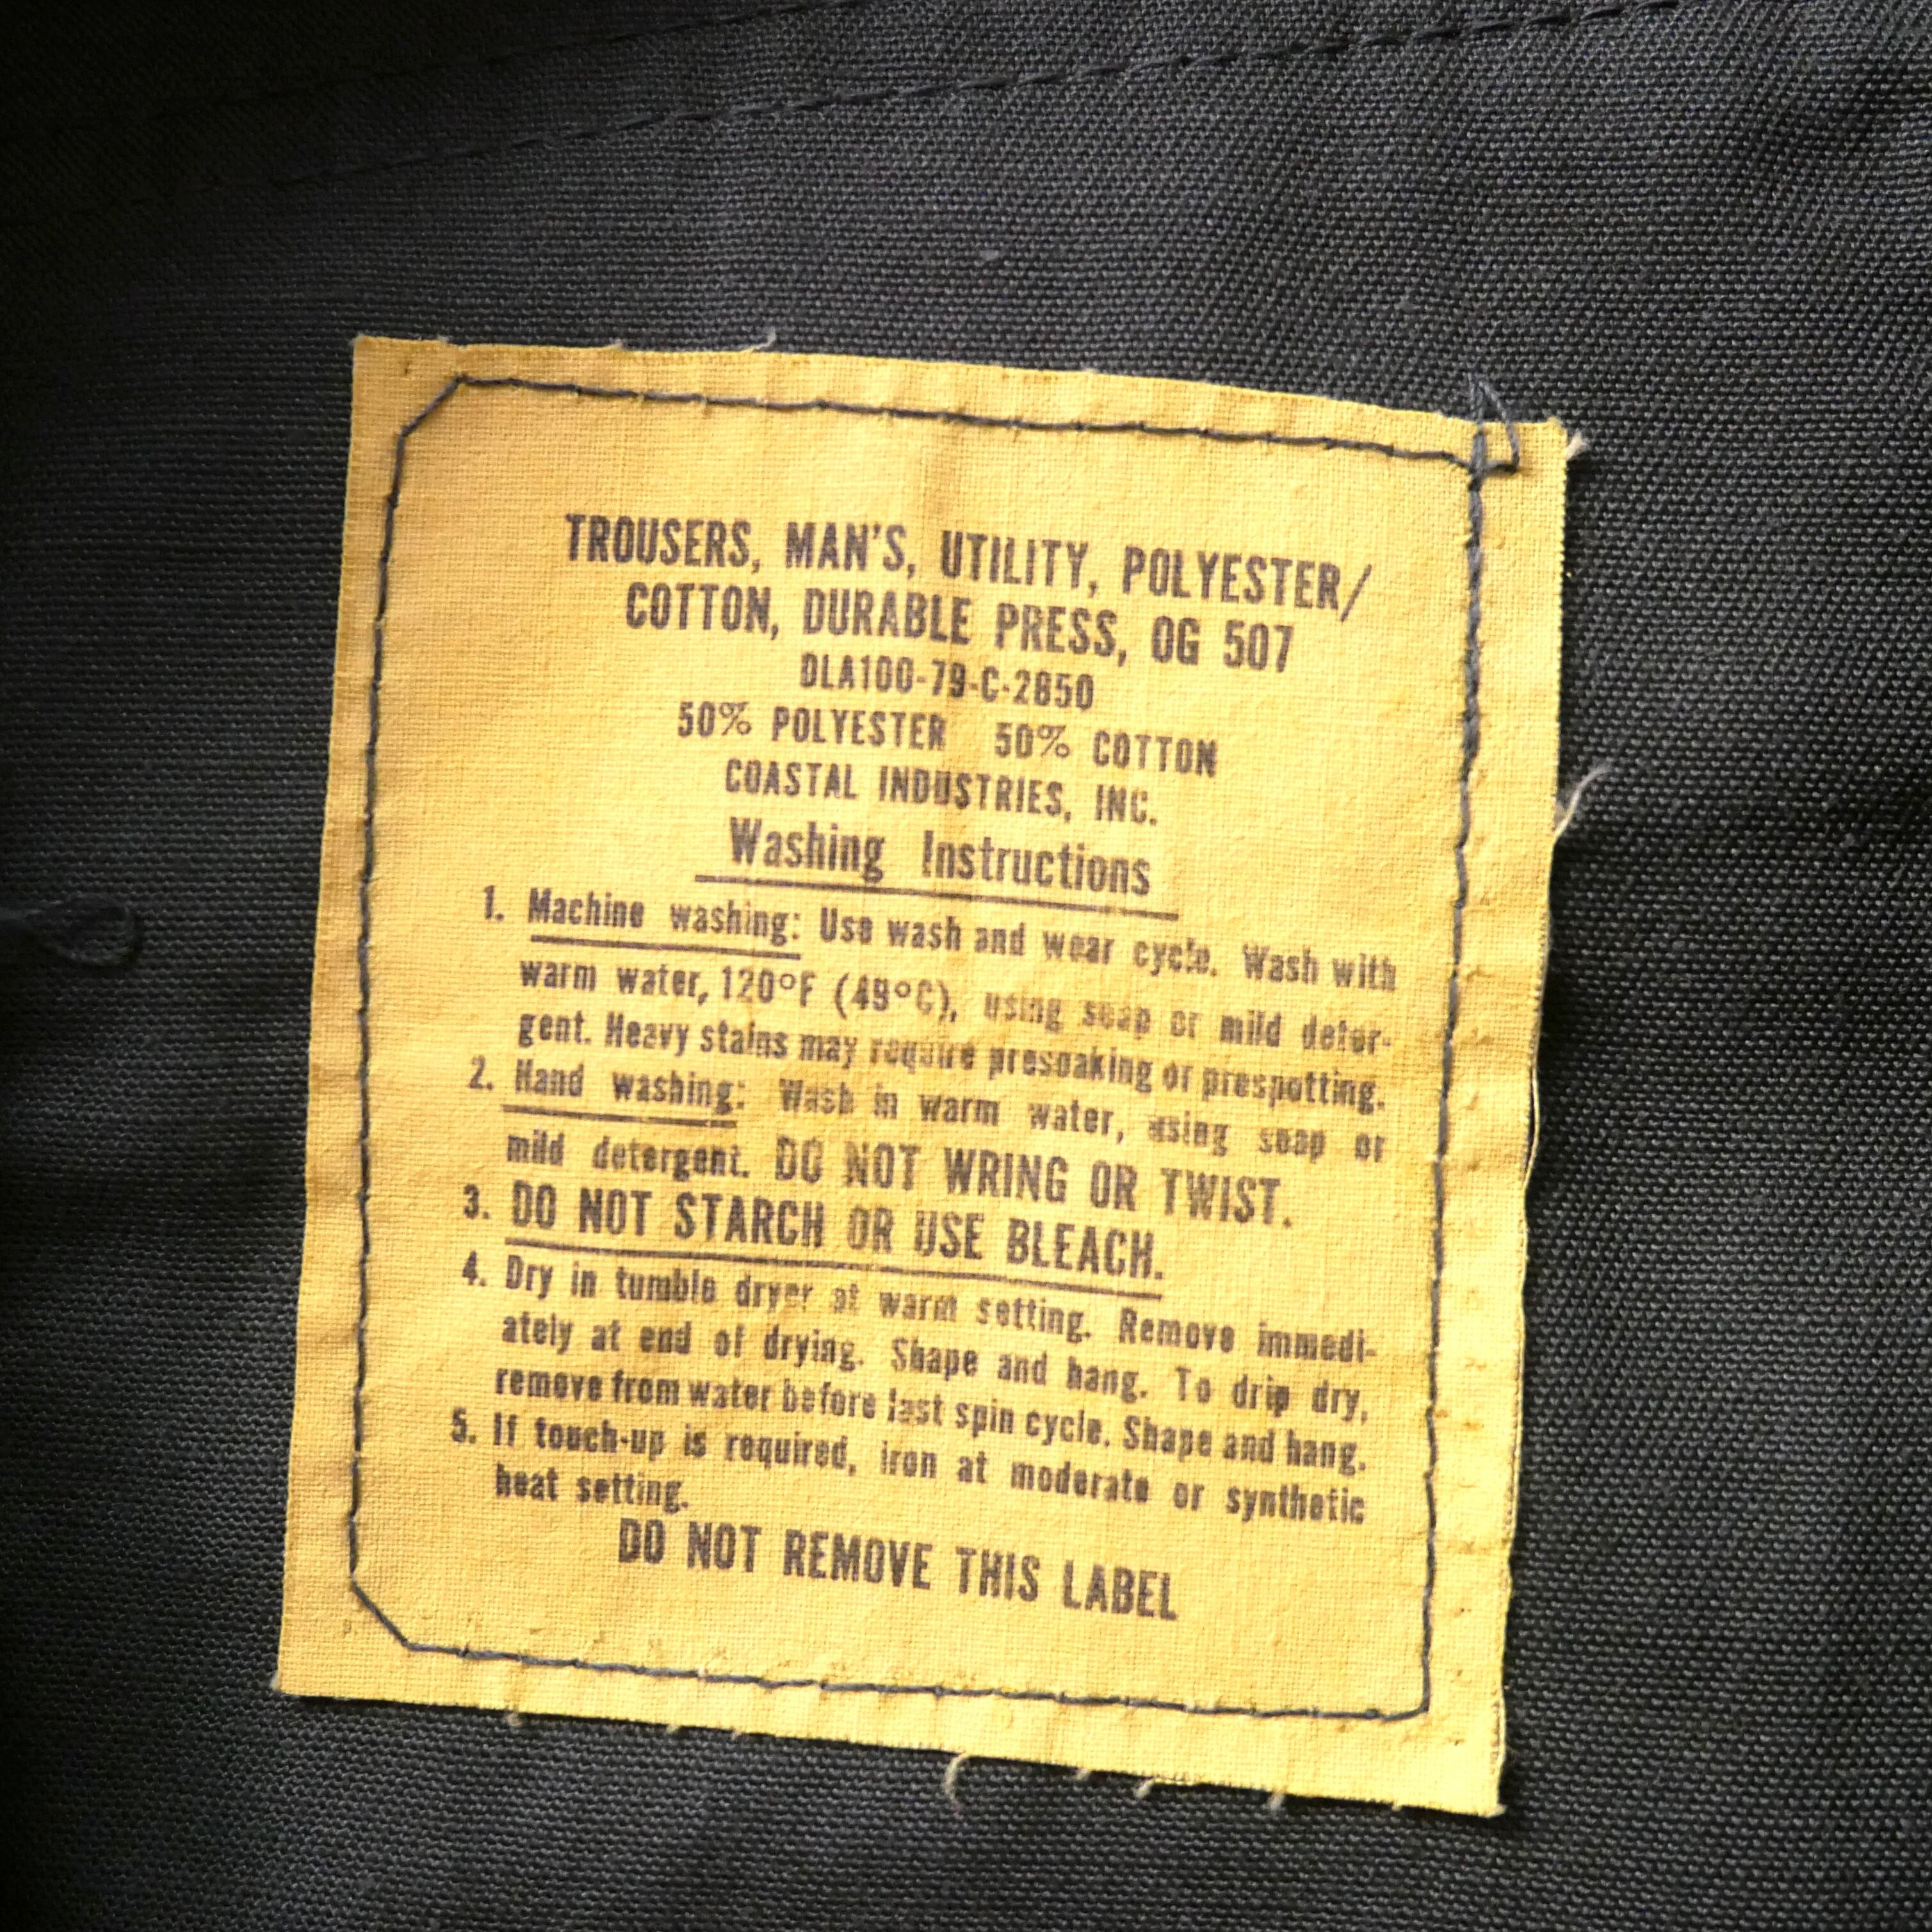 TROUSERS, MAN'S, UTILITY, POLYESTER/
COTTON, DURABLE PRESS, OG 507
DLA100-79-C-2850
50% POLYESTER 50% COTTON
COASTAL INDUSTRIES, INC.
Washing Instructions
1. Machine washing: Use wash and wear cycle. Wash with
warm water, 120°F (49°C), using soap or mild deter-
gent. Heavy stains may require presoaking or prespotting.
2. Hand washing: Wash in warm water, using soap or
mild detergent. DO NOT WRING OR TWIST.
3. DO NOT STARCH OR USE BLEACH.
4. Dry in tumble dryer at warm setting. Remove immedi-
ately at end of drying. Shape and hang. To drip dry,
remove from water before last spin cycle. Shape and hang.
5. If touch-up is required, iron at moderate or synthetic
heat setting.
DO NOT REMOVE THIS LABEL